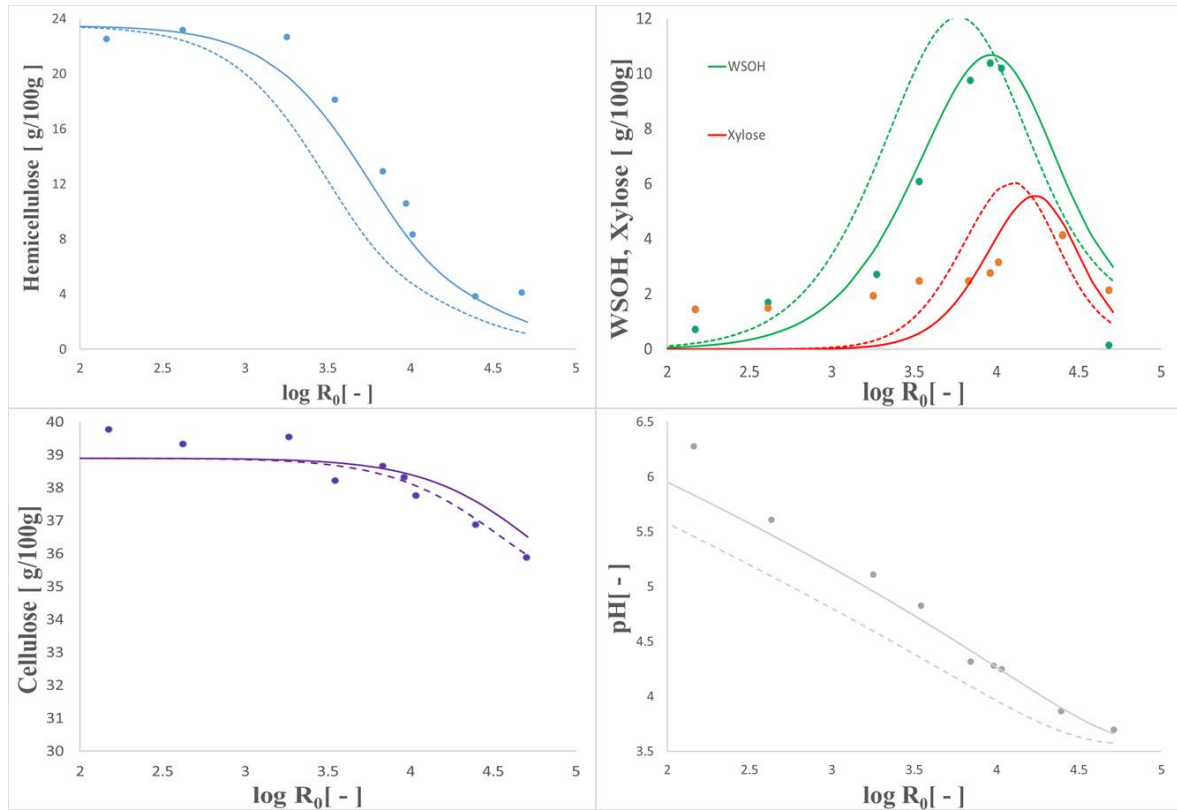 Hemicellulose [ g/100g]
24
20
16
12
8
4
0
2 2.5 3 3.5 4 4.5 5
log R₀[ - ]
WSOH, Xylose [ g/100g]
12
10
8
6
4
2
0
WSOH
Xylose
2 2.5 3 3.5 4 4.5 5
log R₀[ - ]
Cellulose [ g/100g]
40
39
38
37
36
35
34
33
32
31
30
2 2.5 3 3.5 4 4.5 5
log R₀[ - ]
pH[ - ]
6.5
6
5.5
5
4.5
4
3.5
2 2.5 3 3.5 4 4.5 5
log R₀[ - ]